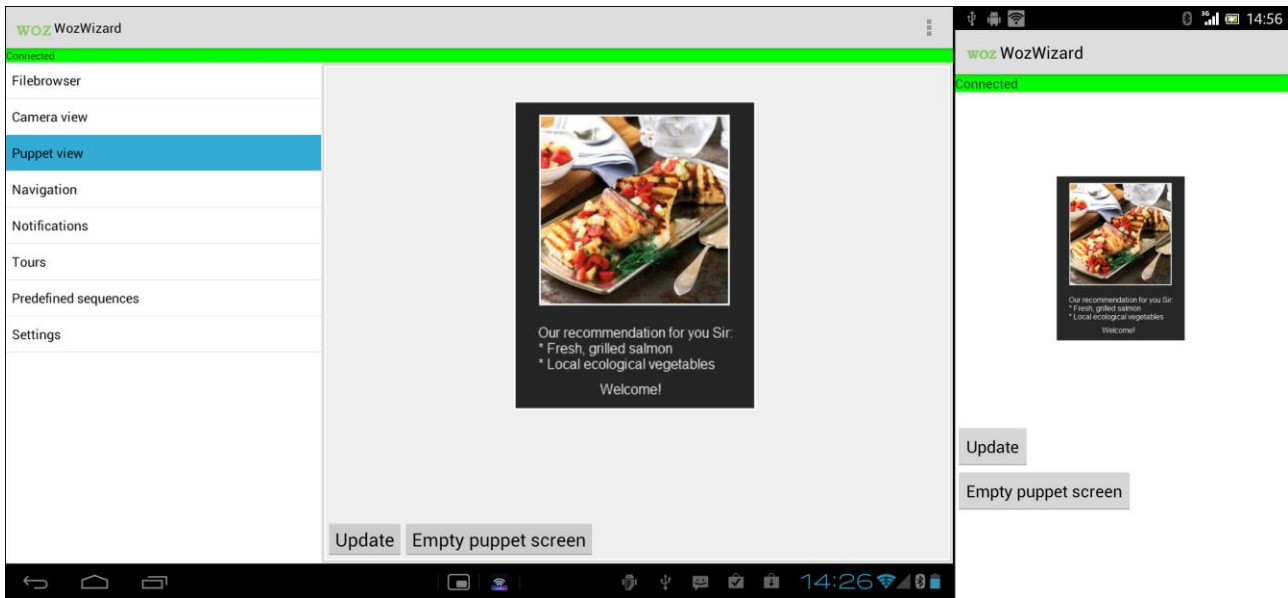 woz WozWizard
Connected
Filebrowser
Camera view
Puppet view
Navigation
Notifications
Tours
Predefined sequences
Settings
Our recommendation for you Sir:
* Fresh, grilled salmon
* Local ecological vegetables
Welcome!
Update Empty puppet screen
14:26
3G 14:56
woz WozWizard
Connected
Our recommendation for you Sir:
* Fresh, grilled salmon
* Local ecological vegetables
Welcome!
Update
Empty puppet screen